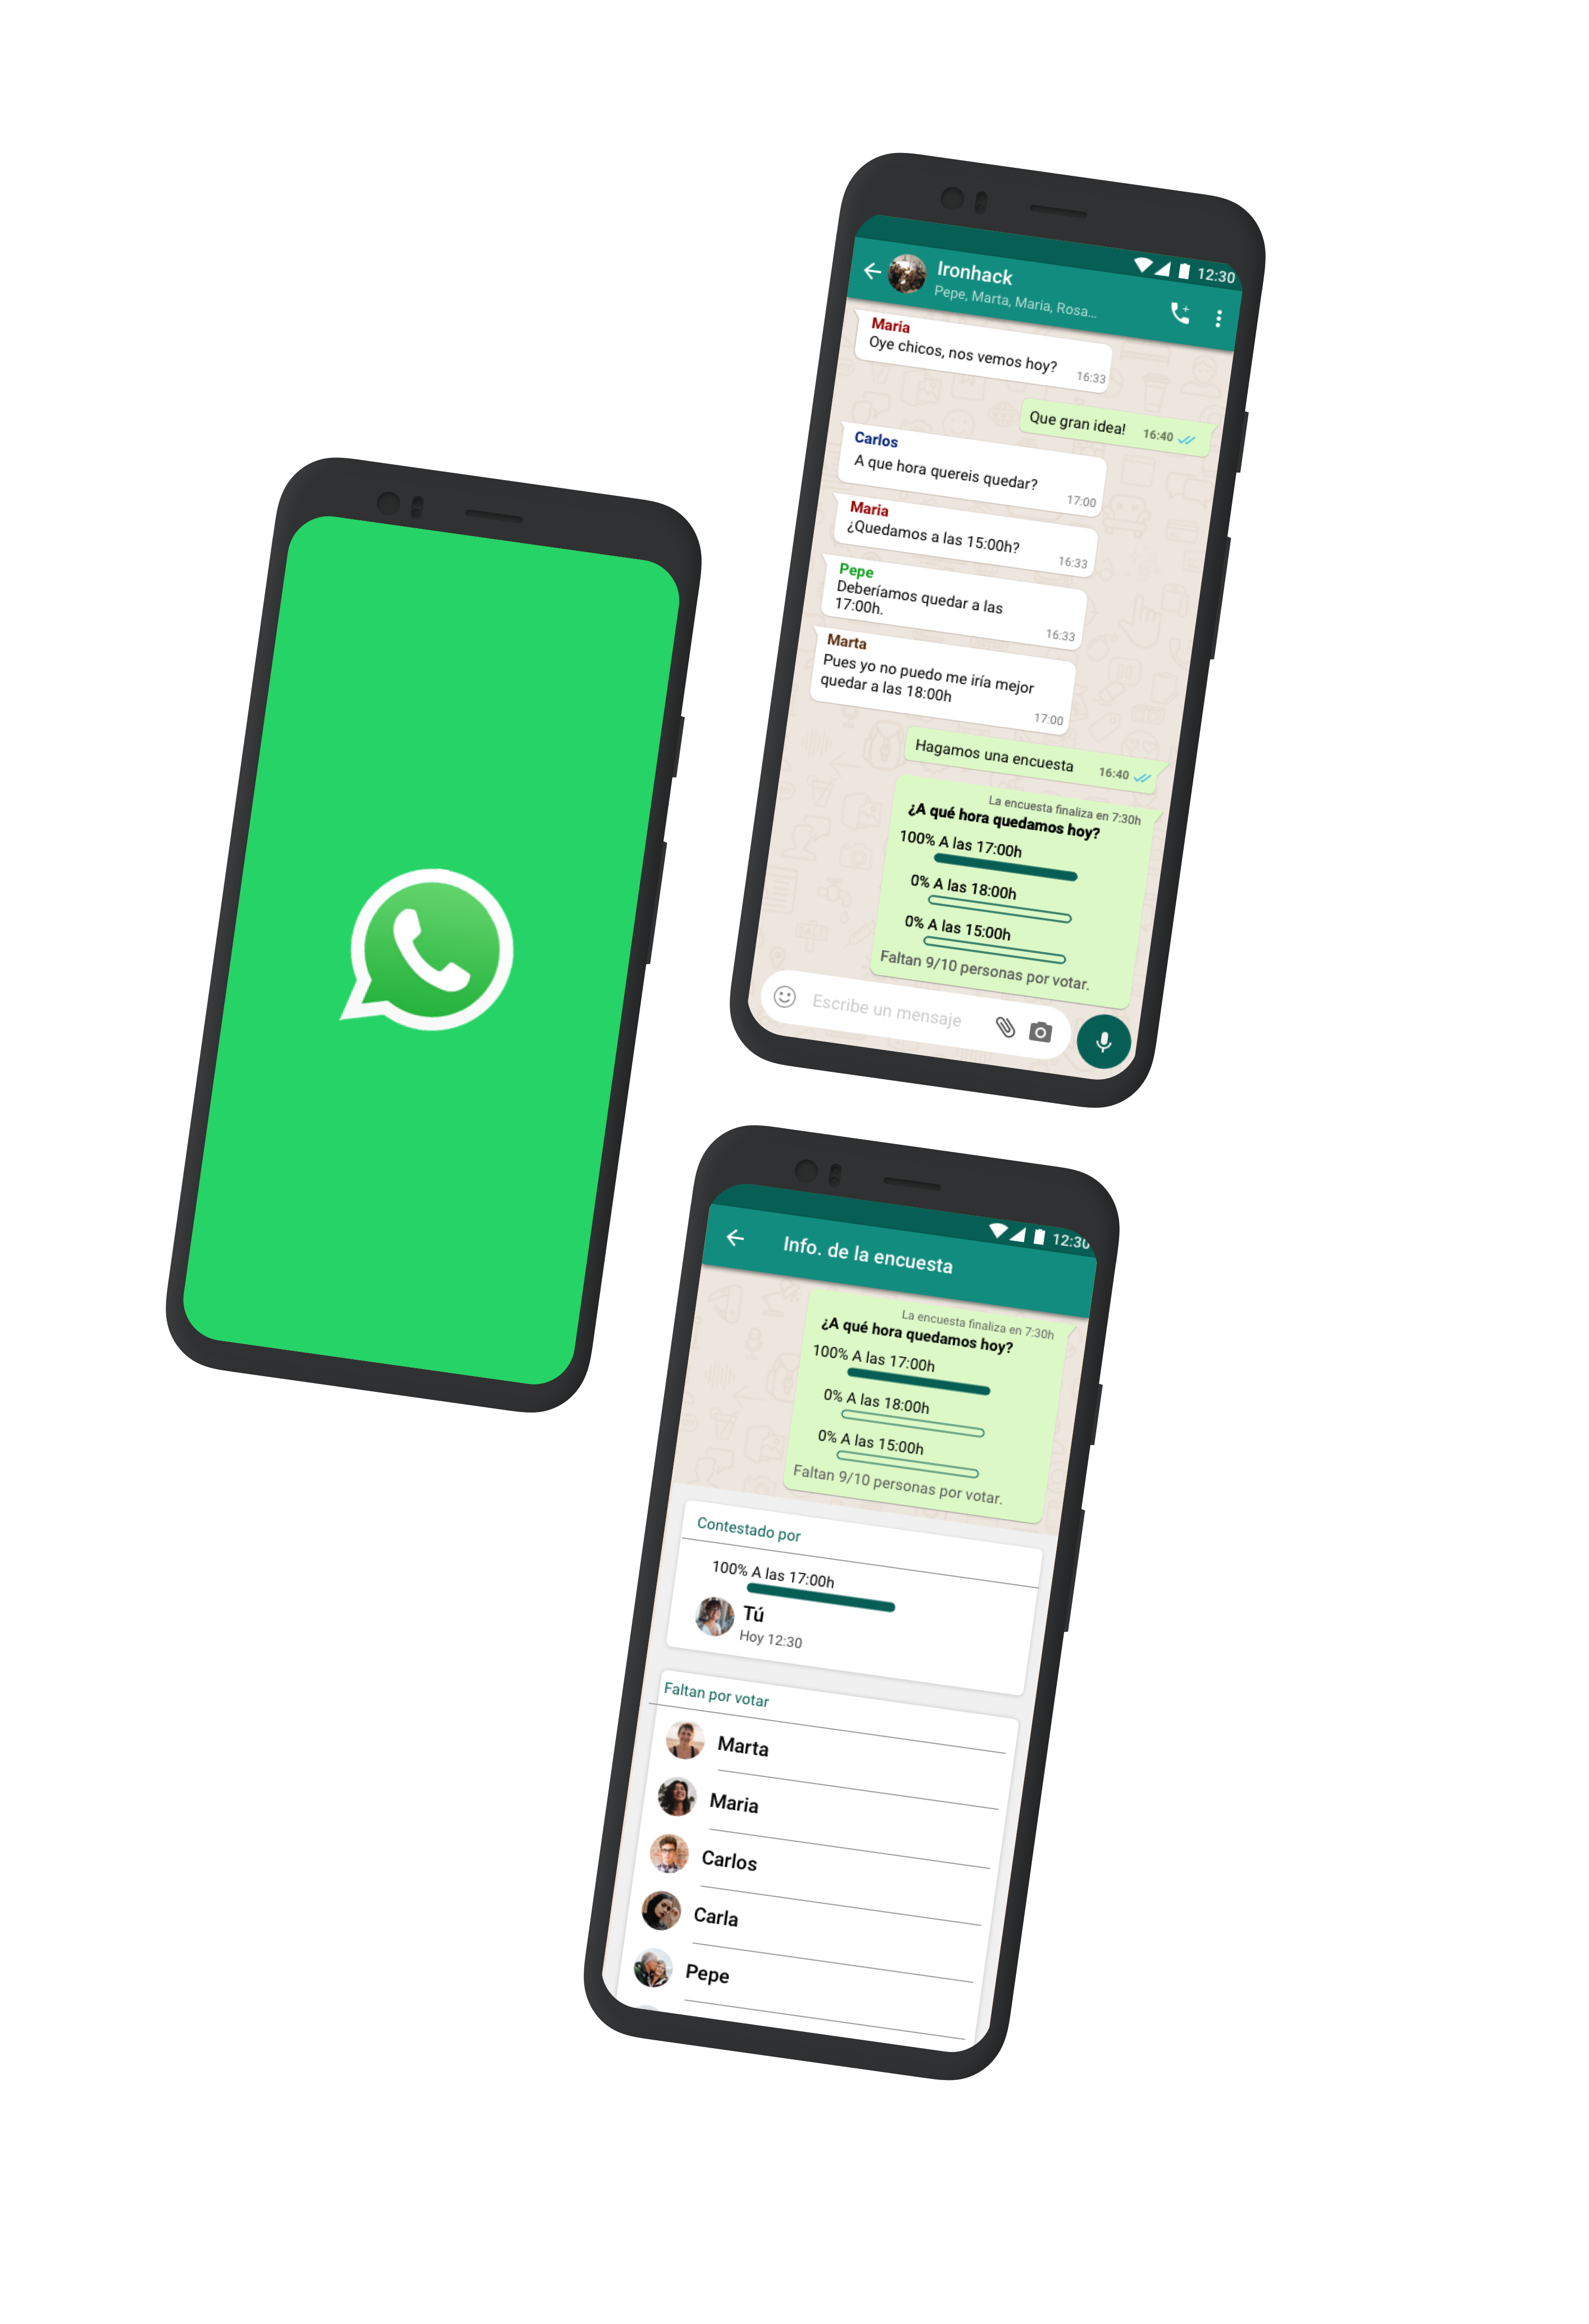 12:30
Ironhack
Pepe, Marta, Maria, Rosa...
Maria
Oye chicos, nos vemos hoy?
16:33
Que gran idea! 16:40
Carlos
A que hora quereis quedar?
17:00
Maria
¿Quedamos a las 15:00h?
16:33
Pepe
Deberíamos quedar a las
17:00h.
16:33
Marta
Pues yo no puedo me iría mejor
quedar a las 18:00h
17:00
Hagamos una encuesta 16:40
La encuesta finaliza en 7:30h
¿A qué hora quedamos hoy?
100% A las 17:00h
0% A las 18:00h
0% A las 15:00h
Faltan 9/10 personas por votar.
Escribe un mensaje
12:30
Info. de la encuesta
La encuesta finaliza en 7:30h
¿A qué hora quedamos hoy?
100% A las 17:00h
0% A las 18:00h
0% A las 15:00h
Faltan 9/10 personas por votar.
Contestado por
100% A las 17:00h
Tú
Hoy 12:30
Faltan por votar
Marta
Maria
Carlos
Carla
Pepe